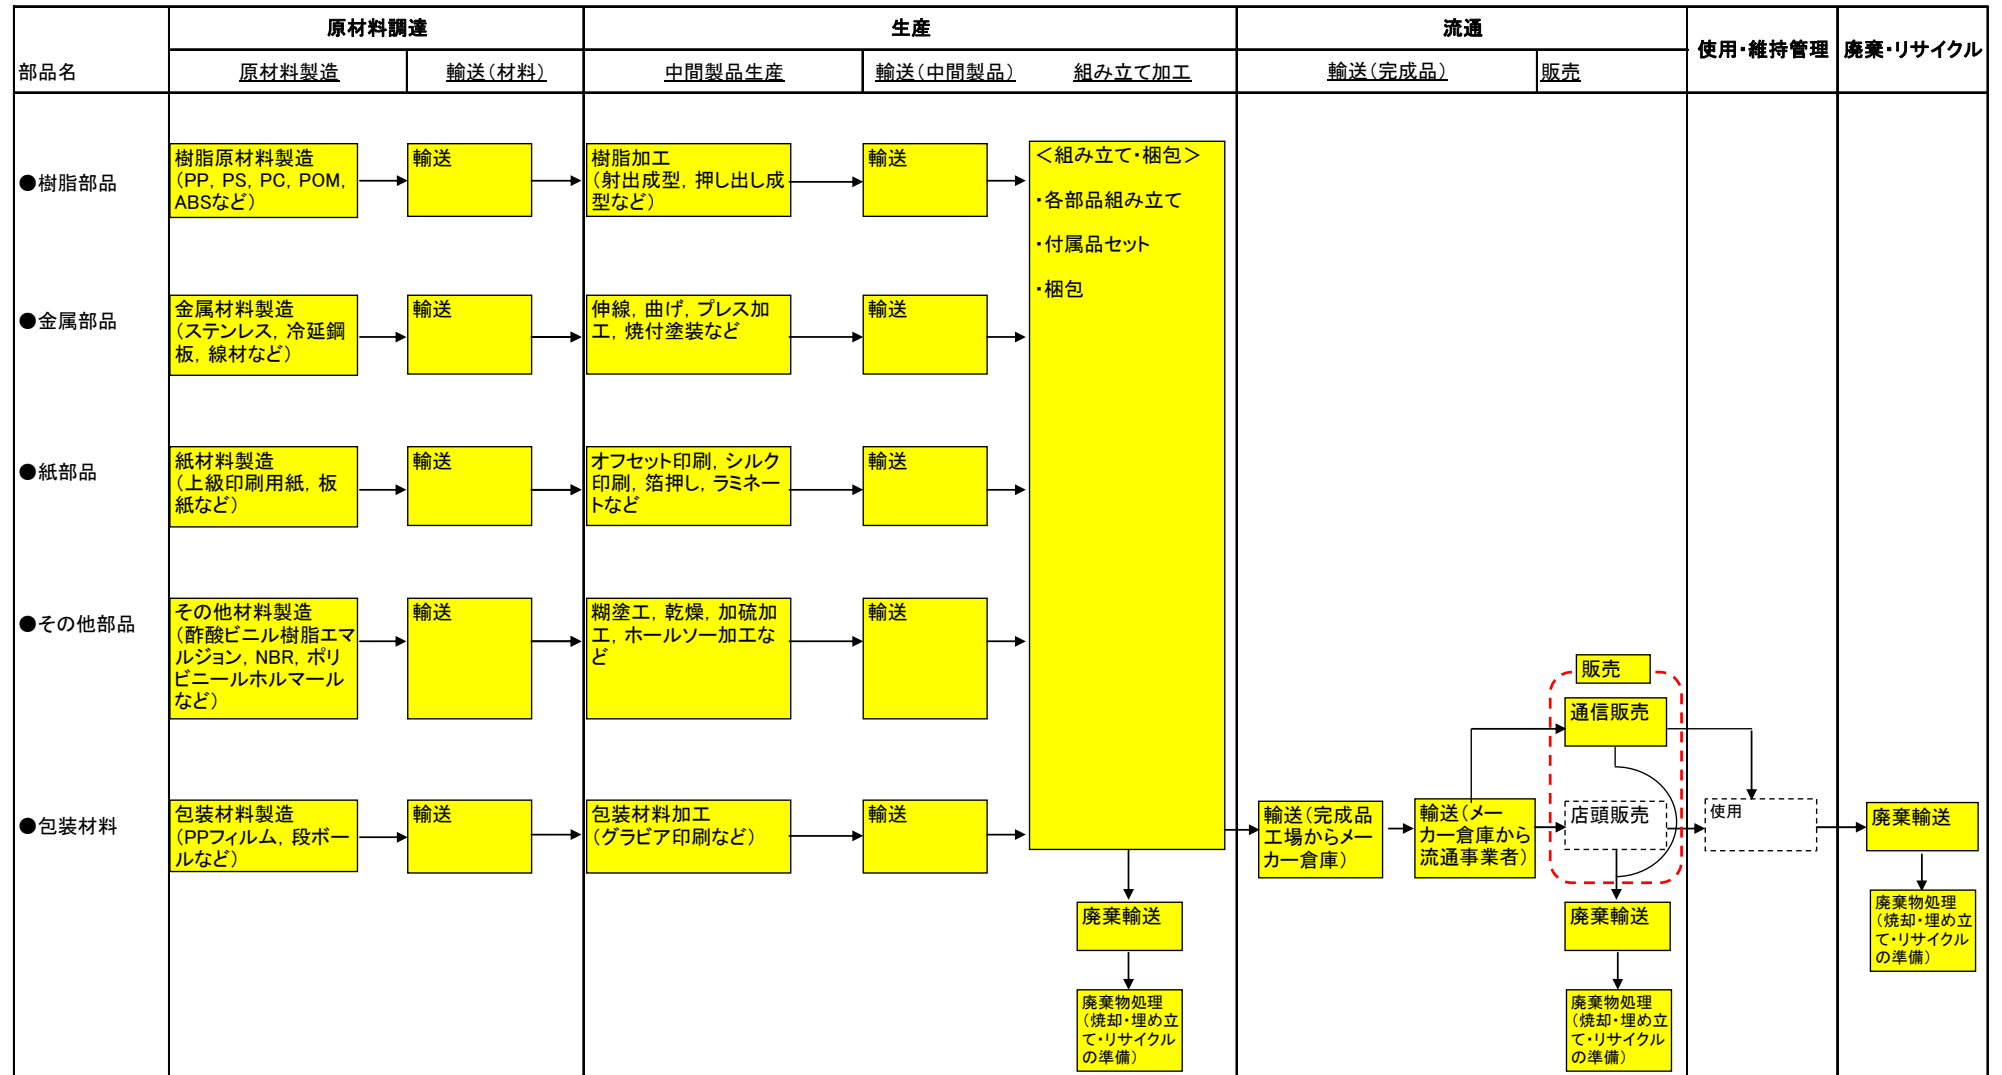 原材料調達
生産
流通
使用・維持管理
廃棄・リサイクル
部品名
原材料製造
輸送（材料）
中間製品生産
輸送（中間製品）
組み立て加工
輸送（完成品）
販売
●樹脂部品
樹脂原材料製造
（PP，PS，PC，POM，
ABSなど）
輸送
樹脂加工
（射出成型，押し出し成
型など）
輸送
＜組み立て・梱包＞
・各部品組み立て
・付属品セット
・梱包
●金属部品
金属材料製造
（ステンレス，冷延鋼
板，線材など）
輸送
伸線，曲げ，プレス加
工，焼付塗装など
輸送
●紙部品
紙材料製造
（上級印刷用紙，板
紙など）
輸送
オフセット印刷，シルク
印刷，箔押し，ラミネー
トなど
輸送
●その他部品
その他材料製造
（酢酸ビニル樹脂エマ
ルジョン，NBR，ポリ
ビニールホルマール
など）
輸送
糊塗工，乾燥，加硫加
工，ホールソー加工な
ど
輸送
販売
通信販売
●包装材料
包装材料製造
（PPフィルム，段ボー
ルなど）
輸送
包装材料加工
（グラビア印刷など）
輸送
輸送（完成品
工場からメー
カー倉庫）
輸送（メー
カー倉庫から
流通事業者）
店頭販売
使用
廃棄輸送
廃棄輸送
廃棄物処理
（焼却・埋め立
て・リサイクル
の準備）
廃棄輸送
廃棄物処理
（焼却・埋め立
て・リサイクル
の準備）
廃棄物処理
（焼却・埋め立
て・リサイクル
の準備）